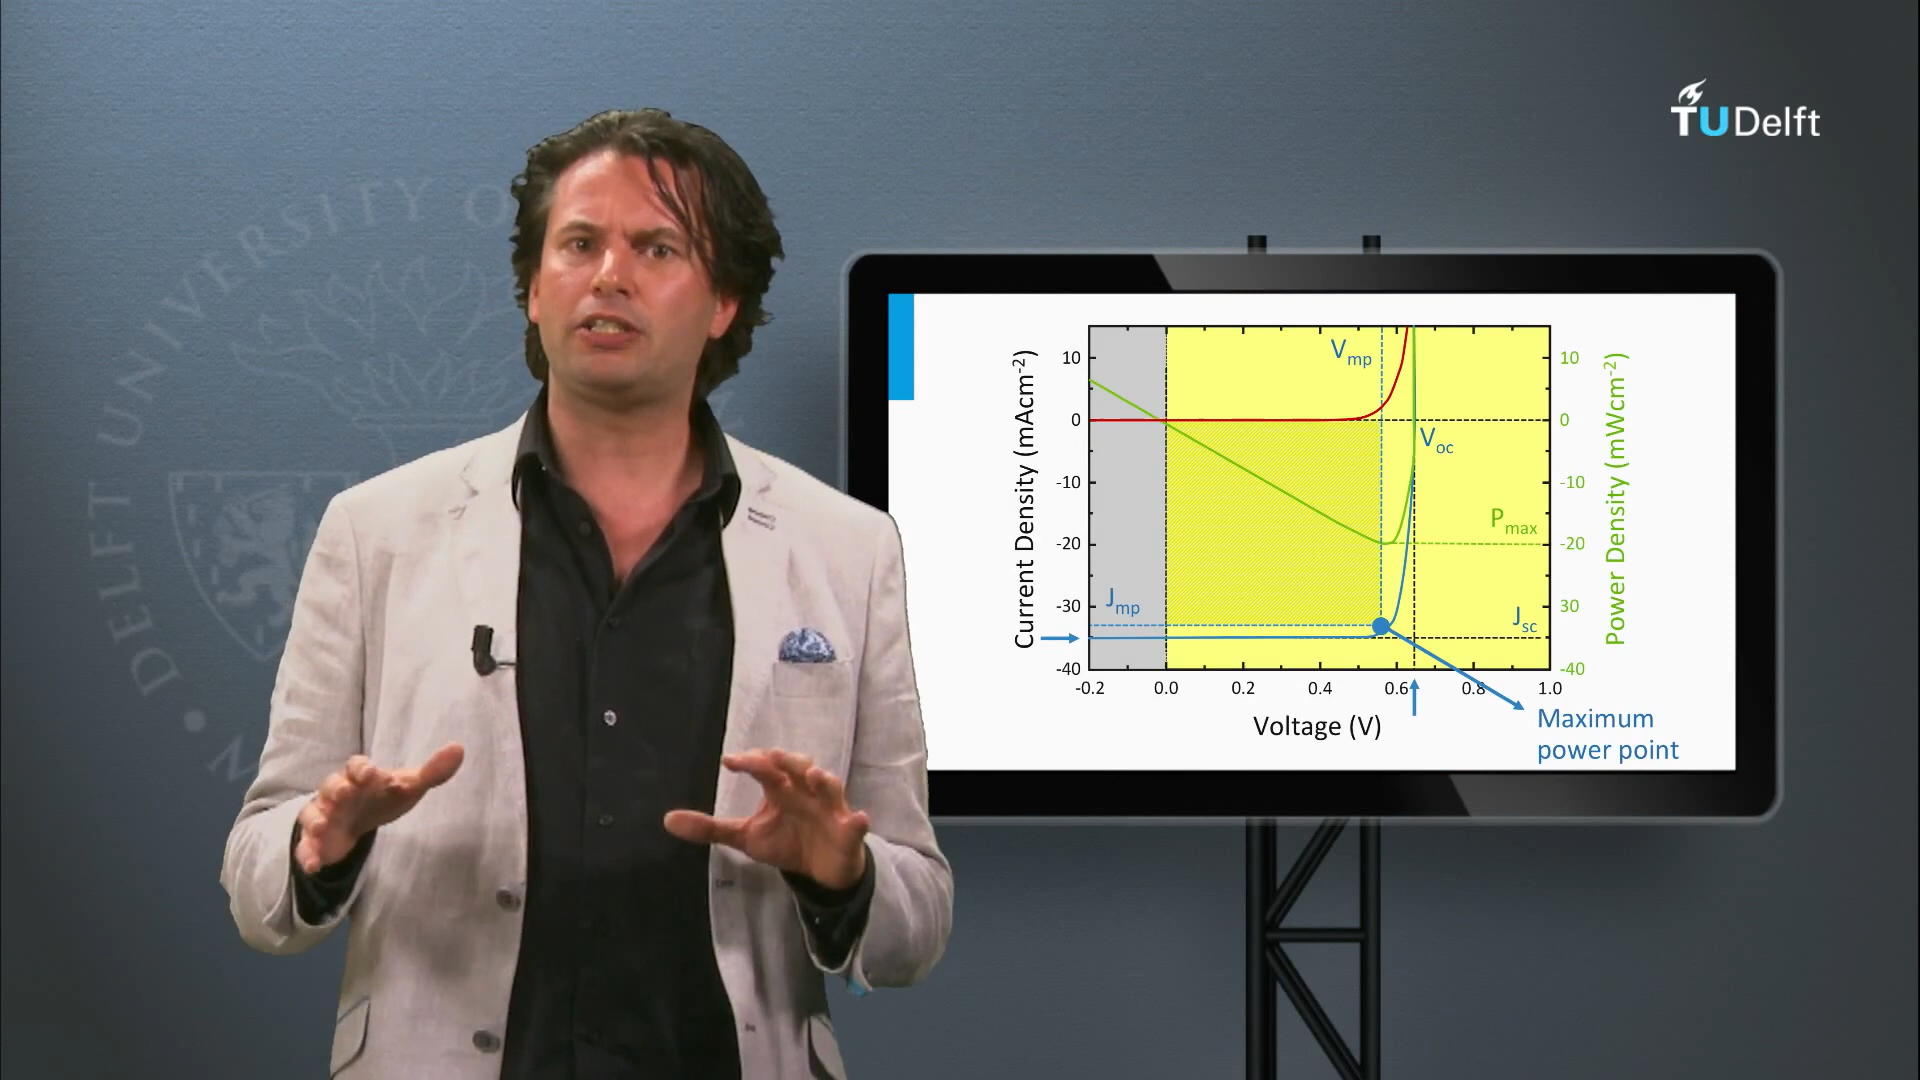 TUDelft
DELFT UNIVERSITY O
N
10
0
-10
-20
-30
-40
Current Density (mAcm-2)
-0.2
0.0
0.2
0.4
0.6
0.8
1.0
Voltage (V)
Vmp
Voc
Pmax
Jmp
Jsc
10
0
-10
-20
30
-40
Power Density (mWcm-2)
Maximum
power point